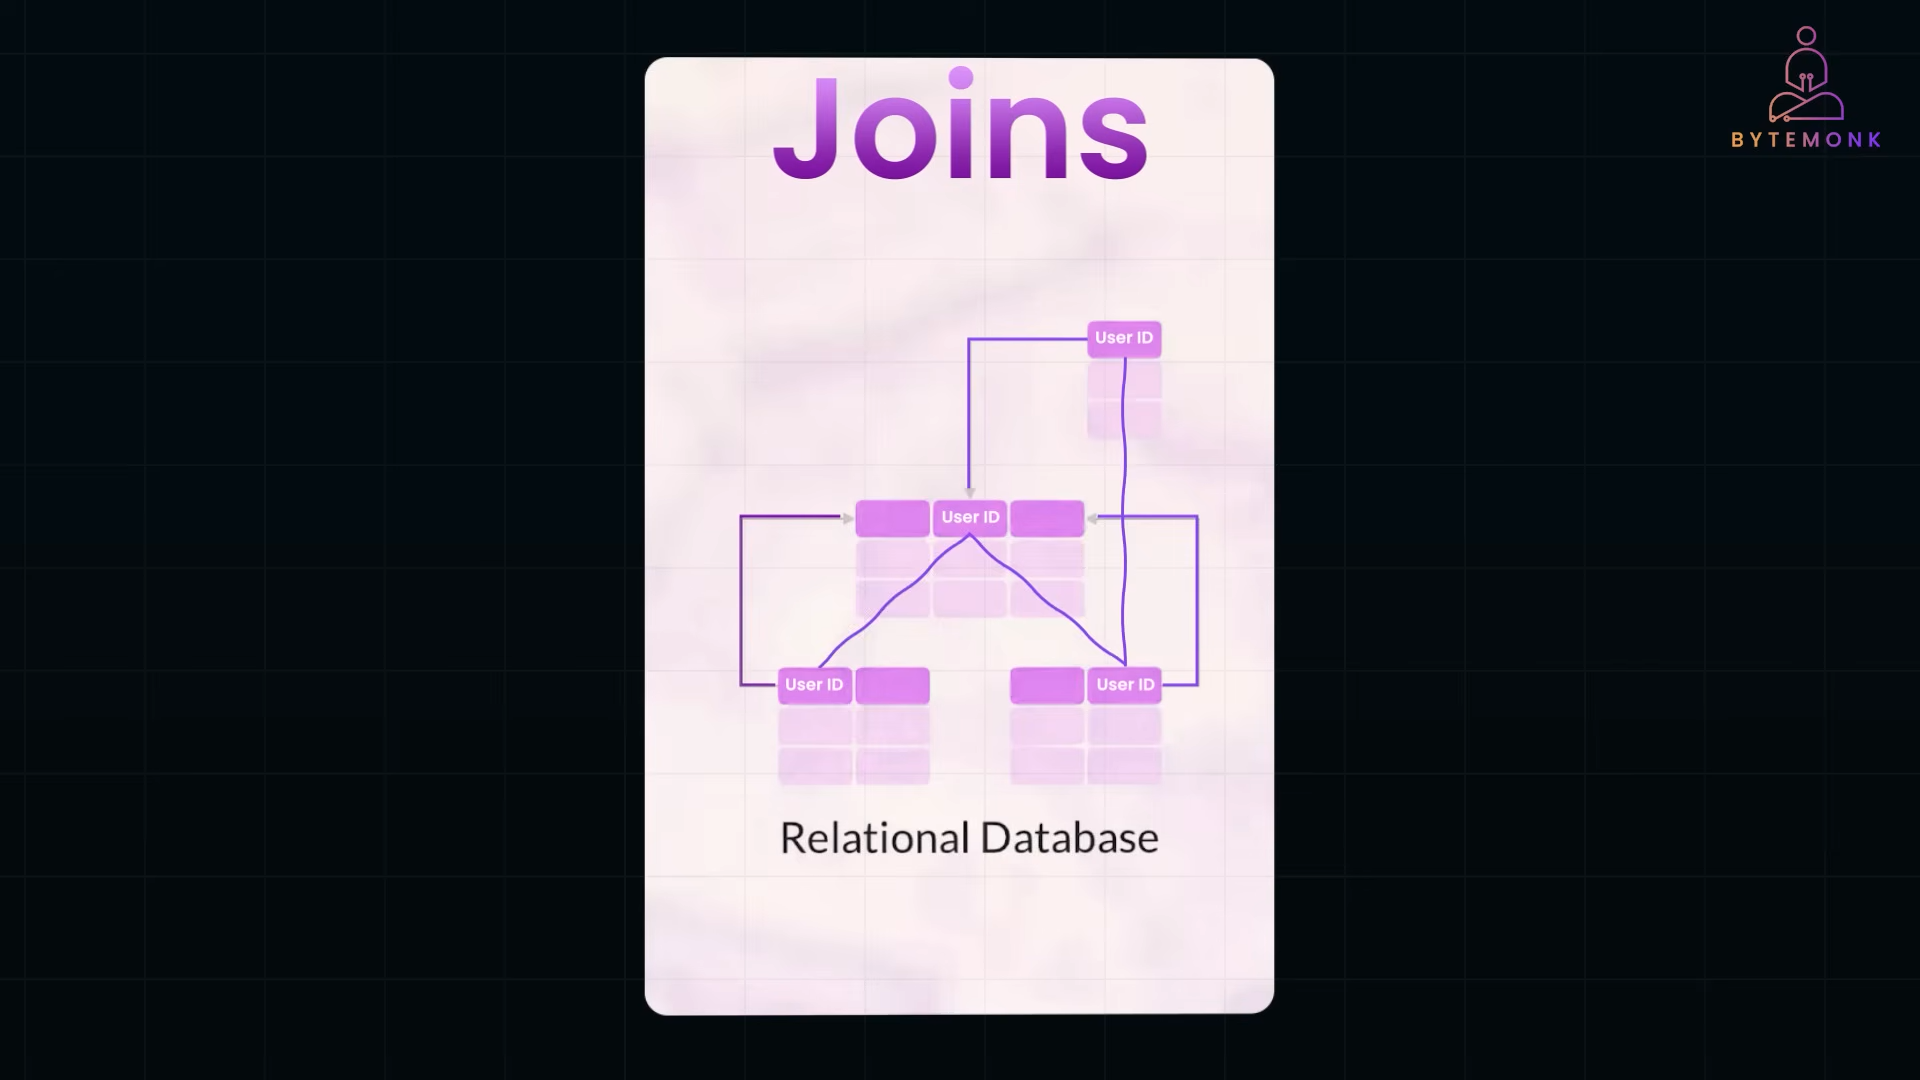 Joins
BYTEMONK
User ID
User ID
User ID
User ID
Relational Database